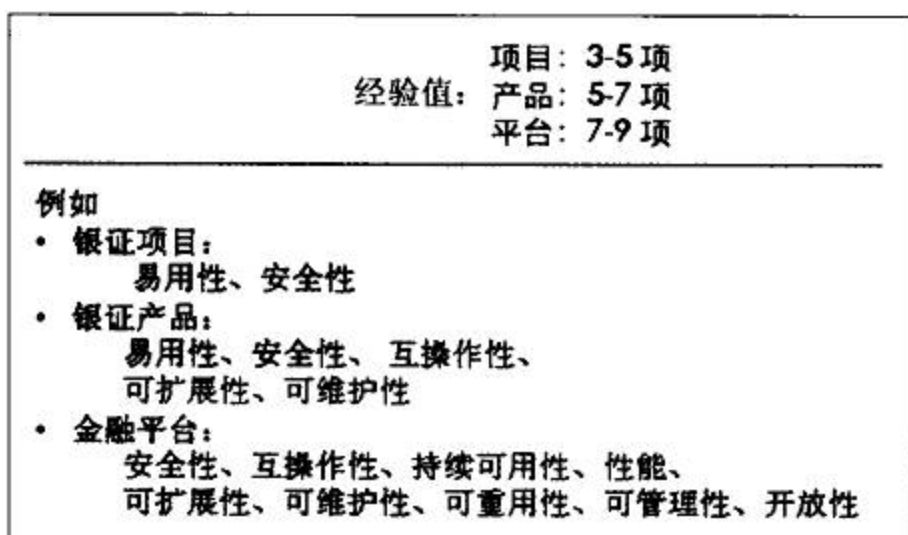 项目：3-5 项
经验值：产品：5-7 项
平台：7-9 项
例如
• 银证项目：
易用性、安全性
• 银证产品：
易用性、安全性、互操作性、
可扩展性、可维护性
• 金融平台：
安全性、互操作性、持续可用性、性能、
可扩展性、可维护性、可重用性、可管理性、开放性